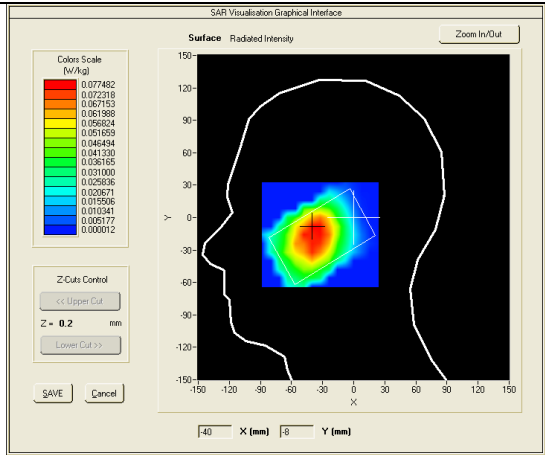 SAR Visualisation Graphical Interface
Surface Radiated Intensity
Zoom In/Out
Colors Scale
(W/kg)
0.077482
0.072318
0.067153
0.061988
0.056824
0.051659
0.046494
0.041330
0.036165
0.031000
0.025836
0.020671
0.015506
0.010341
0.005177
0.000012
Z-Cuts Control
<< Upper Cut
Z = 0.2 mm
Lower Cut >>
SAVE Cancel
150-
120-
90-
60-
30-
0-
-30-
-60-
-90-
-120-
-150-
Y
-150 -120 -90 -60 -30 0 30 60 90 120 150
X
-40 X (mm) -8 Y (mm)